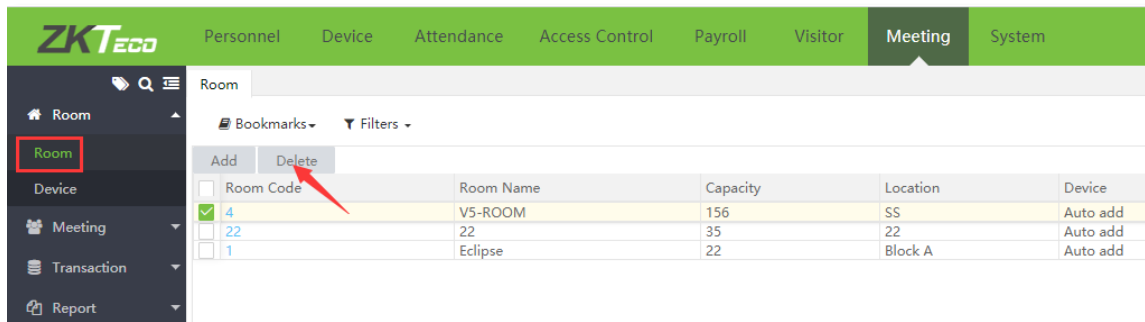 ZKTECO Personnel Device Attendance Access Control Payroll Visitor Meeting System
Room
Room
Bookmarks Filters
Room
Add Delete
Device
Room Code Room Name Capacity Location Device
4 V5-ROOM 156 SS Auto add
22 22 35 22 Auto add
1 Eclipse 22 Block A Auto add
Meeting
Transaction
Report